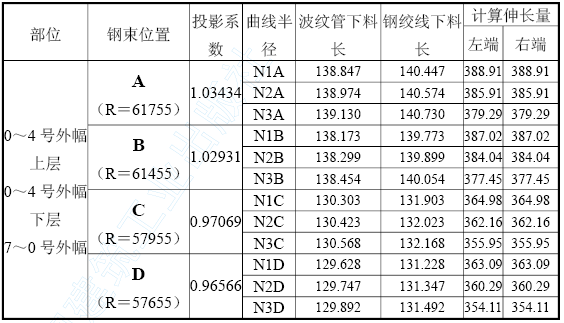 部位 钢束位置 投影系数 曲线半径 波纹管下料长 钢绞线下料长 计算伸长量
左端 右端
0～4 号外幅上层
0～4 号外幅下层
7～0 号外幅
A
(R=61755)
1.03434
N1A 138.847 140.447 388.91 388.91
N2A 138.974 140.574 385.91 385.91
N3A 139.130 140.730 379.29 379.29
B
(R=61455)
1.02931
N1B 138.173 139.773 387.02 387.02
N2B 138.299 139.899 384.04 384.04
N3B 138.454 140.054 377.45 377.45
C
(R=57955)
0.97069
N1C 130.303 131.903 364.98 364.98
N2C 130.423 132.023 362.16 362.16
N3C 130.568 132.168 355.95 355.95
D
(R=57655)
0.96566
N1D 129.628 131.228 363.09 363.09
N2D 129.747 131.347 360.29 360.29
N3D 129.892 131.492 354.11 354.11